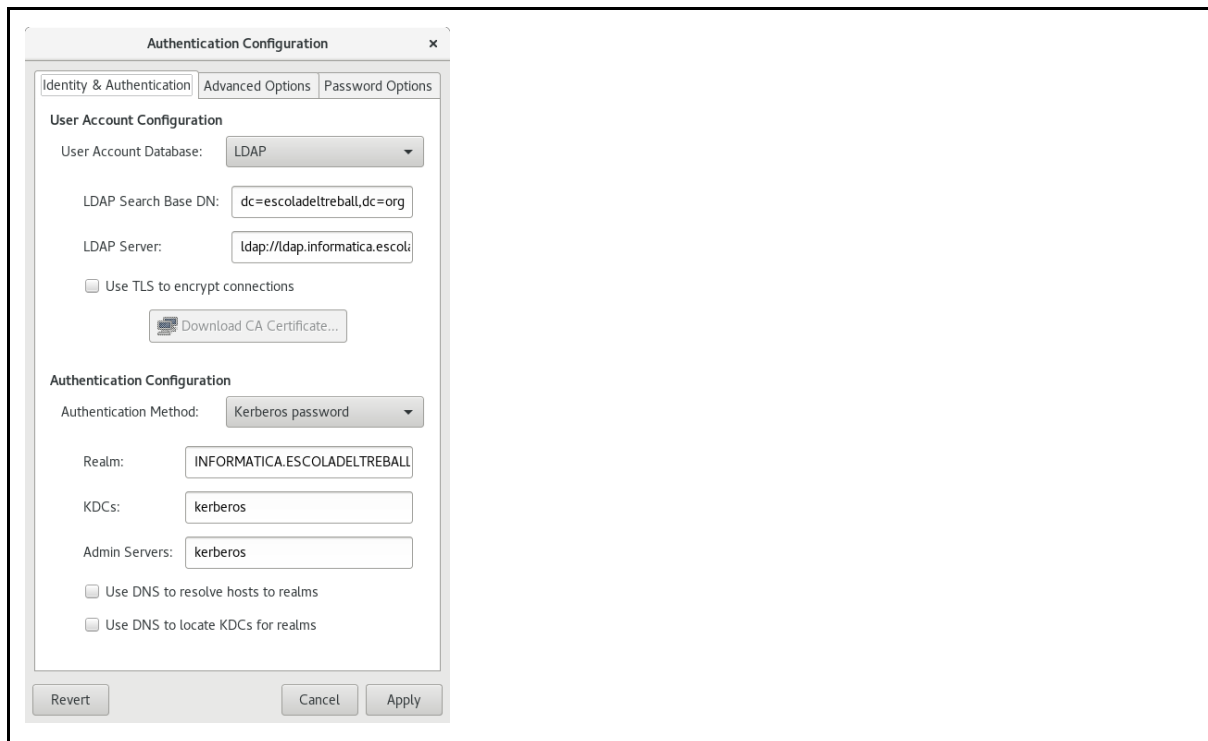 Authentication Configuration ×
Identity & Authentication Advanced Options Password Options
User Account Configuration
User Account Database: LDAP
LDAP Search Base DN: dc=escoladeltreball,dc=org
LDAP Server: ldap://ldap.informatica.escola
Use TLS to encrypt connections
Download CA Certificate...
Authentication Configuration
Authentication Method: Kerberos password
Realm: INFORMATICA.ESCOLADELTREBALL
KDCs: kerberos
Admin Servers: kerberos
Use DNS to resolve hosts to realms
Use DNS to locate KDCs for realms
Revert Cancel Apply